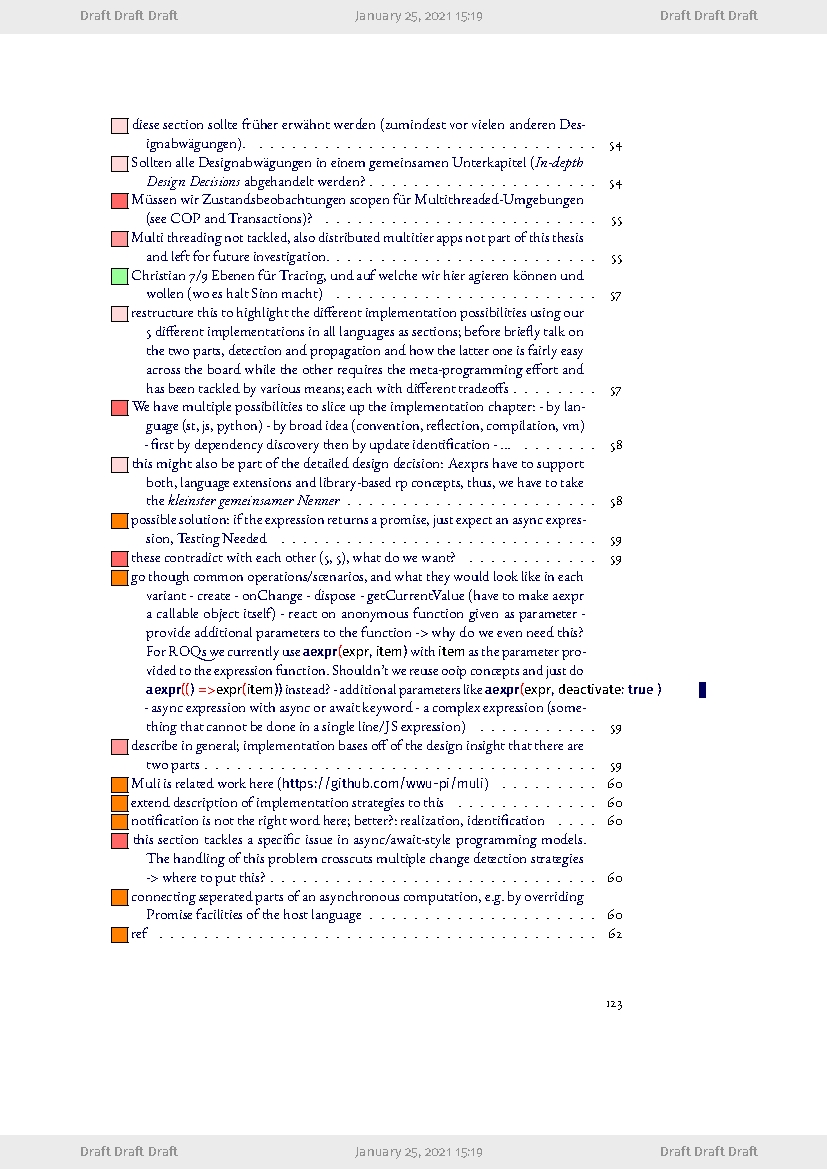 Draft Draft Draft January 25, 2021 15:19 Draft Draft Draft
diese section sollte früher erwähnt werden (zumindest vor vielen anderen Des-
ignabwägungen). . . . . . . . . . . . . . . . . . . . . . . . . . . . . . . . 54
Sollten alle Designabwägungen in einem gemeinsamen Unterkapitel (In-depth
Design Decisions abgehandelt werden? . . . . . . . . . . . . . . . . . . . . . 54
Müssen wir Zustandsbeobachtungen scopen für Multithreaded-Umgebungen
(see COP and Transactions)? . . . . . . . . . . . . . . . . . . . . . . . . . 55
Multi threading not tackled, also distributed multitier apps not part of this thesis
and left for future investigation. . . . . . . . . . . . . . . . . . . . . . . . . 55
Christian 7/9 Ebenen für Tracing, und auf welche wir hier agieren können und
wollen (wo es halt Sinn macht) . . . . . . . . . . . . . . . . . . . . . . . . 57
restructure this to highlight the different implementation possibilities using our
5 different implementations in all languages as sections; before briefly talk on
the two parts, detection and propagation and how the latter one is fairly easy
across the board while the other requires the meta-programming effort and
has been tackled by various means; each with different tradeoffs . . . . . . . . 57
We have multiple possibilities to slice up the implementation chapter: - by lan-
guage (st, js, python) - by broad idea (convention, reflection, compilation, vm)
- first by dependency discovery then by update identification - ... . . . . . . . 58
this might also be part of the detailed design decision: Aexprs have to support
both, language extensions and library-based rp concepts, thus, we have to take
the kleinster gemeinsamer Nenner . . . . . . . . . . . . . . . . . . . . . . . 58
possible solution: if the expression returns a promise, just expect an async expres-
sion, Testing Needed . . . . . . . . . . . . . . . . . . . . . . . . . . . . . 59
these contradict with each other (5, 5), what do we want? . . . . . . . . . . . . 59
go though common operations/scenarios, and what they would look like in each
variant - create - onChange - dispose - getCurrentValue (have to make aexpr
a callable object itself) - react on anonymous function given as parameter -
provide additional parameters to the function -> why do we even need this?
For ROQs we currently use aexpr(expr, item) with item as the parameter pro-
vided to the expression function. Shouldn't we reuse ooip concepts and just do
aexpr(() =>expr(item)) instead? - additional parameters like aexpr(expr, deactivate: true )
- async expression with async or await keyword - a complex expression (some-
thing that cannot be done in a single line/JS expression) . . . . . . . . . . . 59
describe in general; implementation bases off of the design insight that there are
two parts . . . . . . . . . . . . . . . . . . . . . . . . . . . . . . . . . . . . 59
Muli is related work here (https://github.com/wwu-pi/muli) . . . . . . . . . 60
extend description of implementation strategies to this . . . . . . . . . . . . . 60
notification is not the right word here; better?: realization, identification . . . . 60
this section tackles a specific issue in async/await-style programming models.
The handling of this problem crosscuts multiple change detection strategies
-> where to put this? . . . . . . . . . . . . . . . . . . . . . . . . . . . . . . 60
connecting seperated parts of an asynchronous computation, e.g. by overriding
Promise facilities of the host language . . . . . . . . . . . . . . . . . . . . . 60
ref . . . . . . . . . . . . . . . . . . . . . . . . . . . . . . . . . . . . . . . . 62
123
Draft Draft Draft January 25, 2021 15:19 Draft Draft Draft